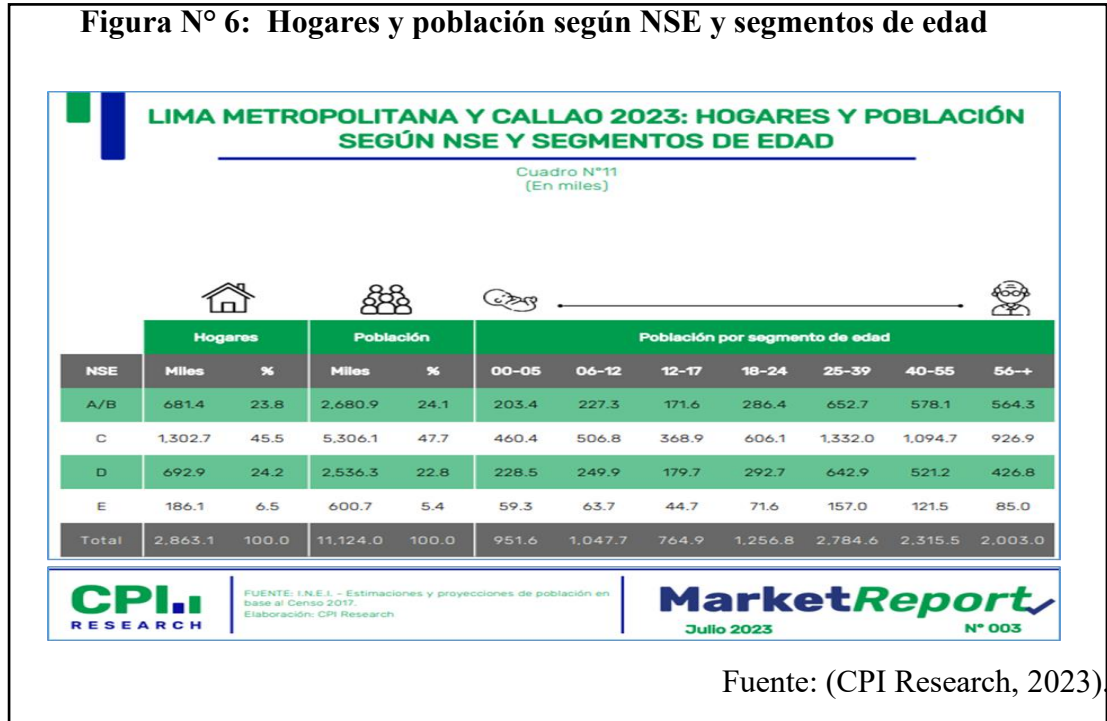 Figura N° 6: Hogares y población según NSE y segmentos de edad
LIMA METROPOLITANA Y CALLAO 2023: HOGARES Y POBLACIÓN
SEGÚN NSE Y SEGMENTOS DE EDAD
Cuadro N°11
(En miles)
Hogares Población Población por segmento de edad
NSE Miles % Miles % 00-05 06-12 12-17 18-24 25-39 40-55 56-+
A/B 681.4 23.8 2,680.9 24.1 203.4 227.3 171.6 286.4 652.7 578.1 564.3
C 1,302.7 45.5 5,306.1 47.7 460.4 506.8 368.9 606.1 1,332.0 1,094.7 926.9
D 692.9 24.2 2,536.3 22.8 228.5 249.9 179.7 292.7 642.9 521.2 426.8
E 186.1 6.5 600.7 5.4 59.3 63.7 44.7 71.6 157.0 121.5 85.0
Total 2,863.1 100.0 11,124.0 100.0 951.6 1,047.7 764.9 1,256.8 2,784.6 2,315.5 2,003.0
CPI
RESEARCH
FUENTE: I.N.E.I. - Estimaciones y proyecciones de población en
base al Censo 2017.
Elaboración: CPI Research
MarketReport
Julio 2023 N° 003
Fuente: (CPI Research, 2023).